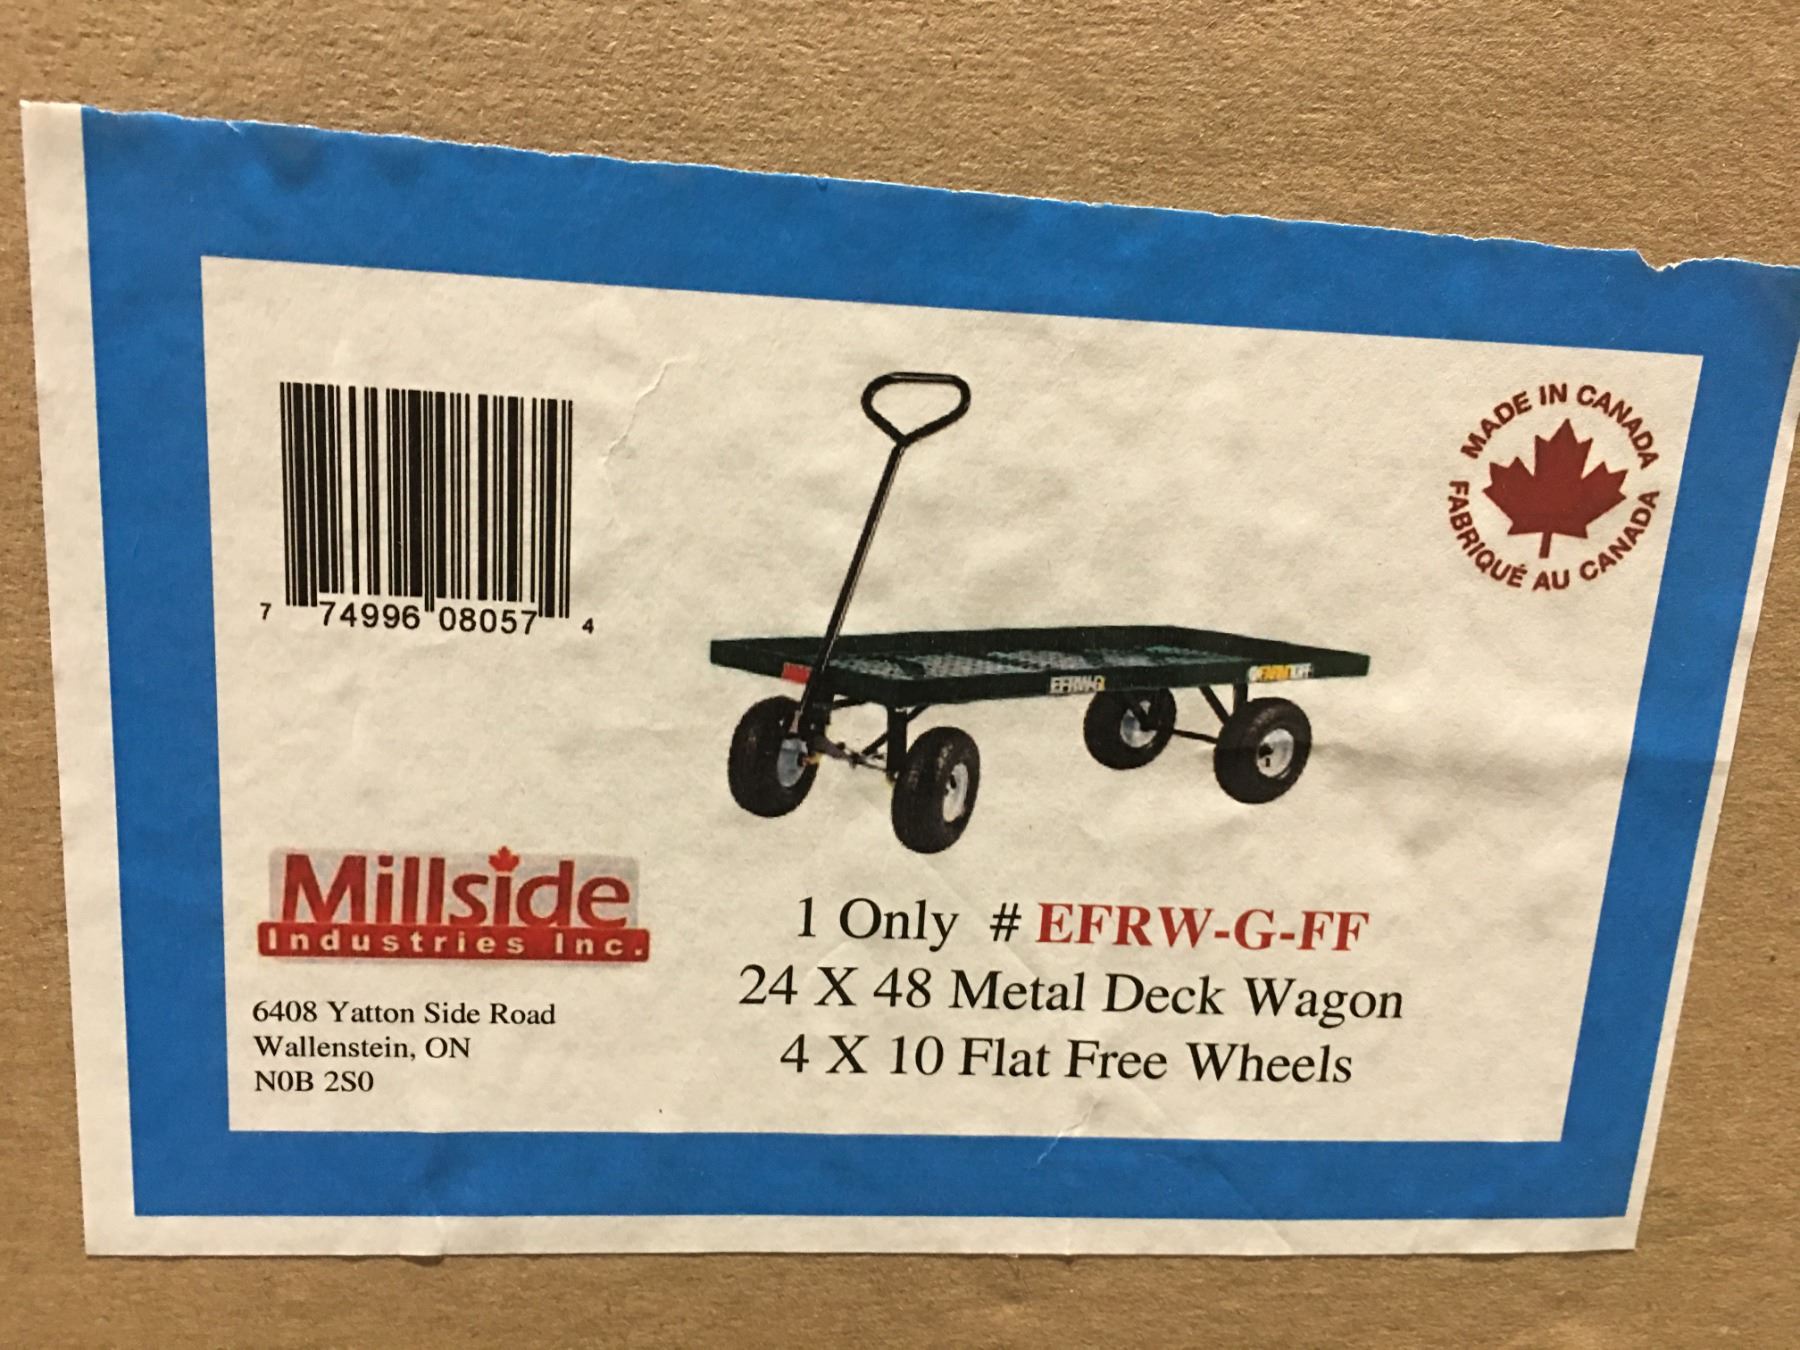 MADE IN CANADA
FABRIQUÉ AU CANADA
7 74996 08057 4
EFRW-G
Millside
Industries Inc.
6408 Yatton Side Road
Wallenstein, ON
N0B 2S0
1 Only # EFRW-G-FF
24 X 48 Metal Deck Wagon
4 X 10 Flat Free Wheels